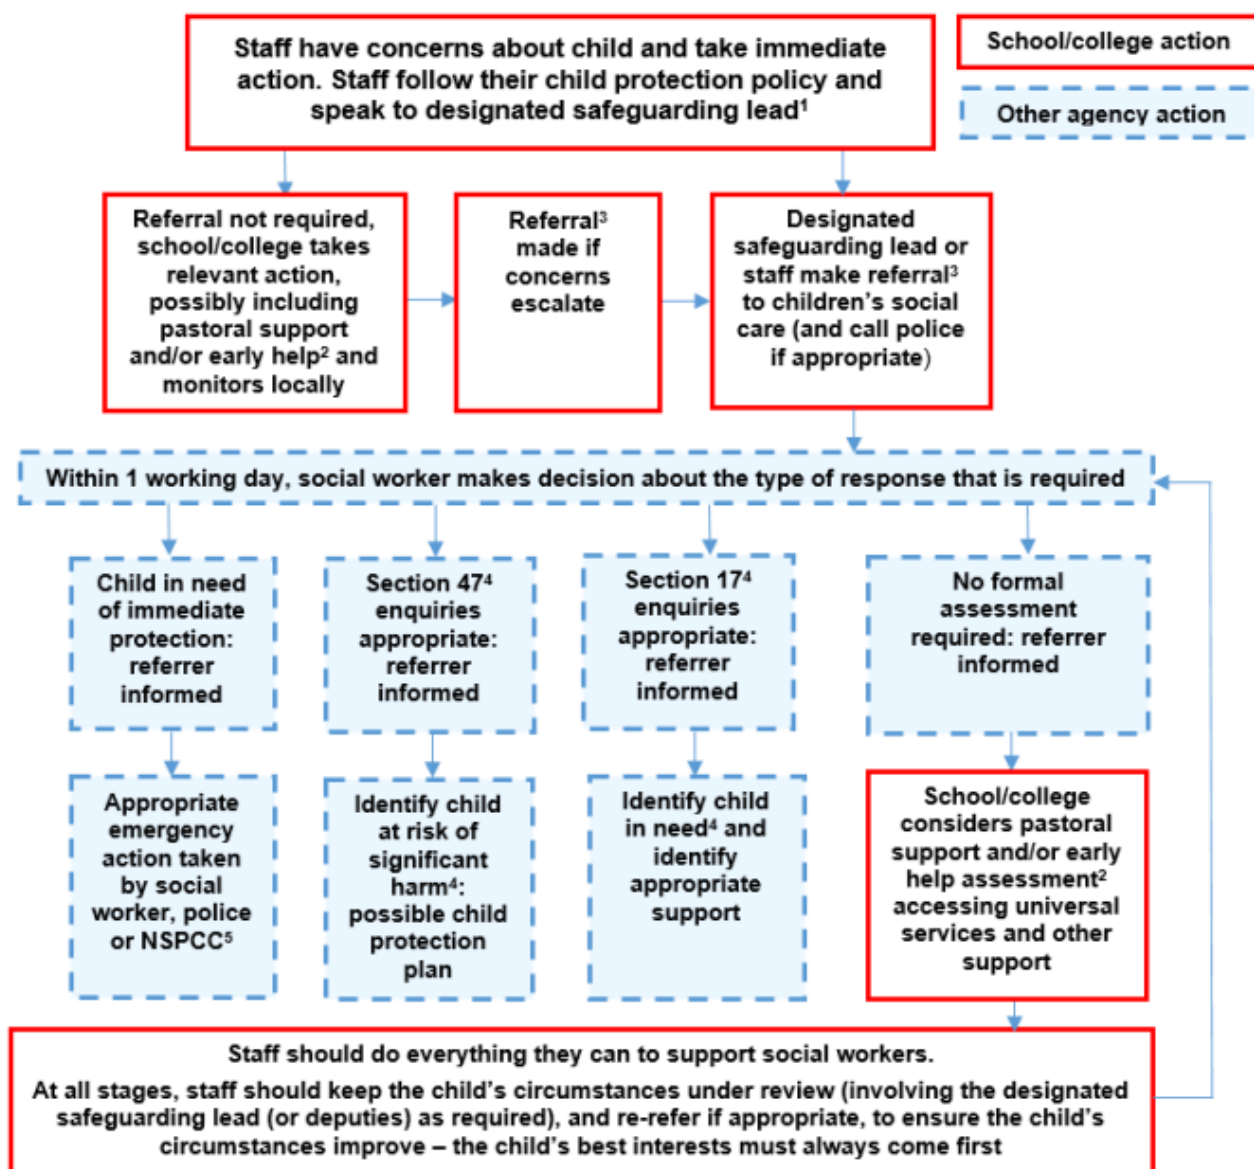 Staff have concerns about child and take immediate
action. Staff follow their child protection policy and
speak to designated safeguarding lead¹
School/college action
Other agency action
Referral not required,
school/college takes
relevant action,
possibly including
pastoral support
and/or early help² and
monitors locally
Referral³
made if
concerns
escalate
Designated
safeguarding lead or
staff make referral³
to children’s social
care (and call police
if appropriate)
Within 1 working day, social worker makes decision about the type of response that is required
Child in need
of immediate
protection:
referrer
informed
Section 47⁴
enquiries
appropriate:
referrer
informed
Section 17⁴
enquiries
appropriate:
referrer
informed
No formal
assessment
required: referrer
informed
Appropriate
emergency
action taken
by social
worker, police
or NSPCC⁵
Identify child
at risk of
significant
harm⁴:
possible child
protection
plan
Identify child
in need⁴ and
identify
appropriate
support
School/college
considers pastoral
support and/or early
help assessment²
accessing universal
services and other
support
Staff should do everything they can to support social workers.
At all stages, staff should keep the child’s circumstances under review (involving the designated
safeguarding lead (or deputies) as required), and re-refer if appropriate, to ensure the child’s
circumstances improve – the child’s best interests must always come first